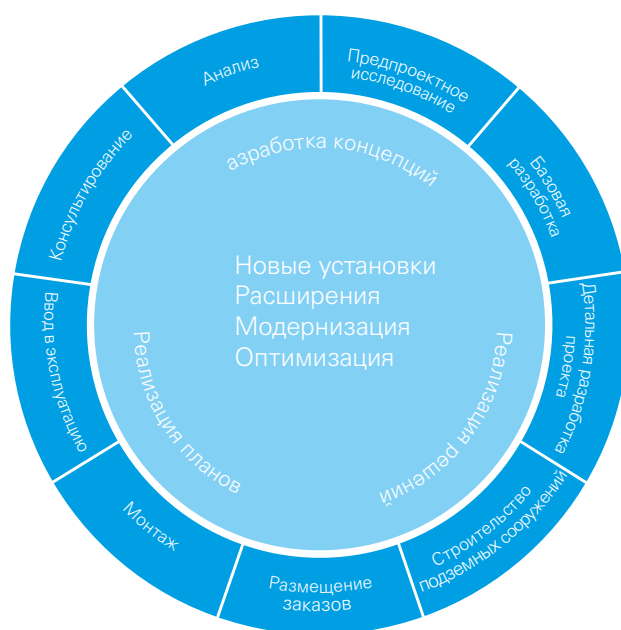 Анализ
Предпроектное
исследование
Базовая
разработка
Детальная разработка
проекта
Строительство
подземных сооружений
Размещение
заказов
Монтаж
Ввод в эксплуатацию
Консультирование
азработка концепций
Новые установки
Расширения
Модернизация
Оптимизация
Реализация решений
Реализация планов